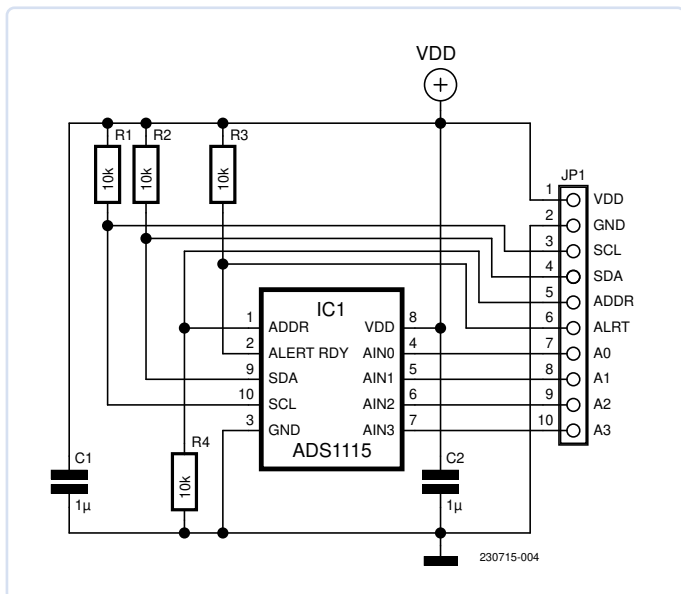 VDD
R1
R2
R3
10k
10k
10k
JP1
1
VDD
2
GND
3
SCL
4
SDA
5
ADDR
6
ALRT
7
A0
8
A1
9
A2
10
A3
IC1
1
ADDR
VDD
8
2
ALERT RDY
AIN0
4
9
SDA
AIN1
5
10
SCL
AIN2
6
3
GND
AIN3
7
ADS1115
R4
10k
C1
1µ
C2
1µ
230715-004